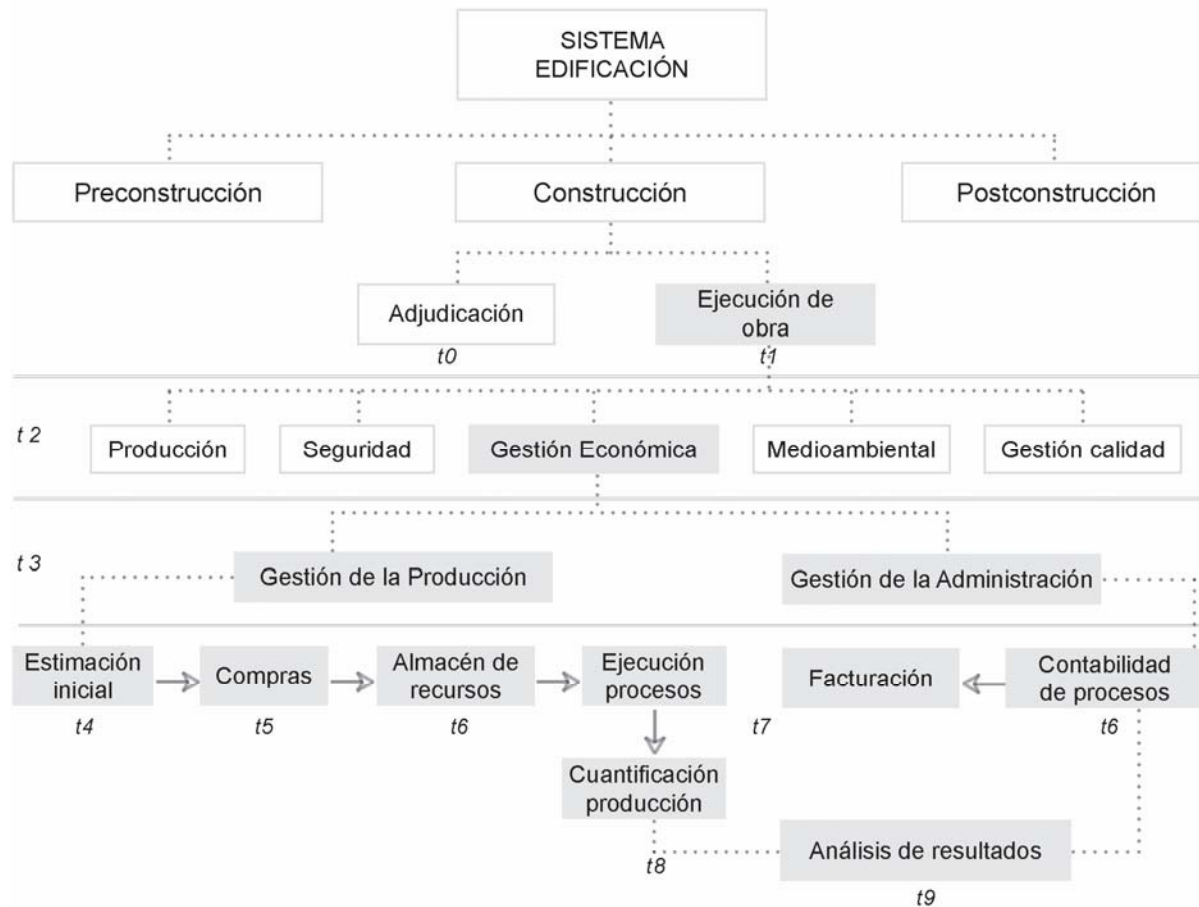 SISTEMA
EDIFICACIÓN
Preconstrucción
Construcción
Postconstrucción
Adjudicación
Ejecución de
obra
t0
t1
t 2
Producción
Seguridad
Gestión Económica
Medioambiental
Gestión calidad
t 3
Gestión de la Producción
Gestión de la Administración
Estimación
inicial
Compras
Almacén de
recursos
Ejecución
procesos
Facturación
Contabilidad
de procesos
t4
t5
t6
t7
t6
Cuantificación
producción
Análisis de resultados
t8
t9